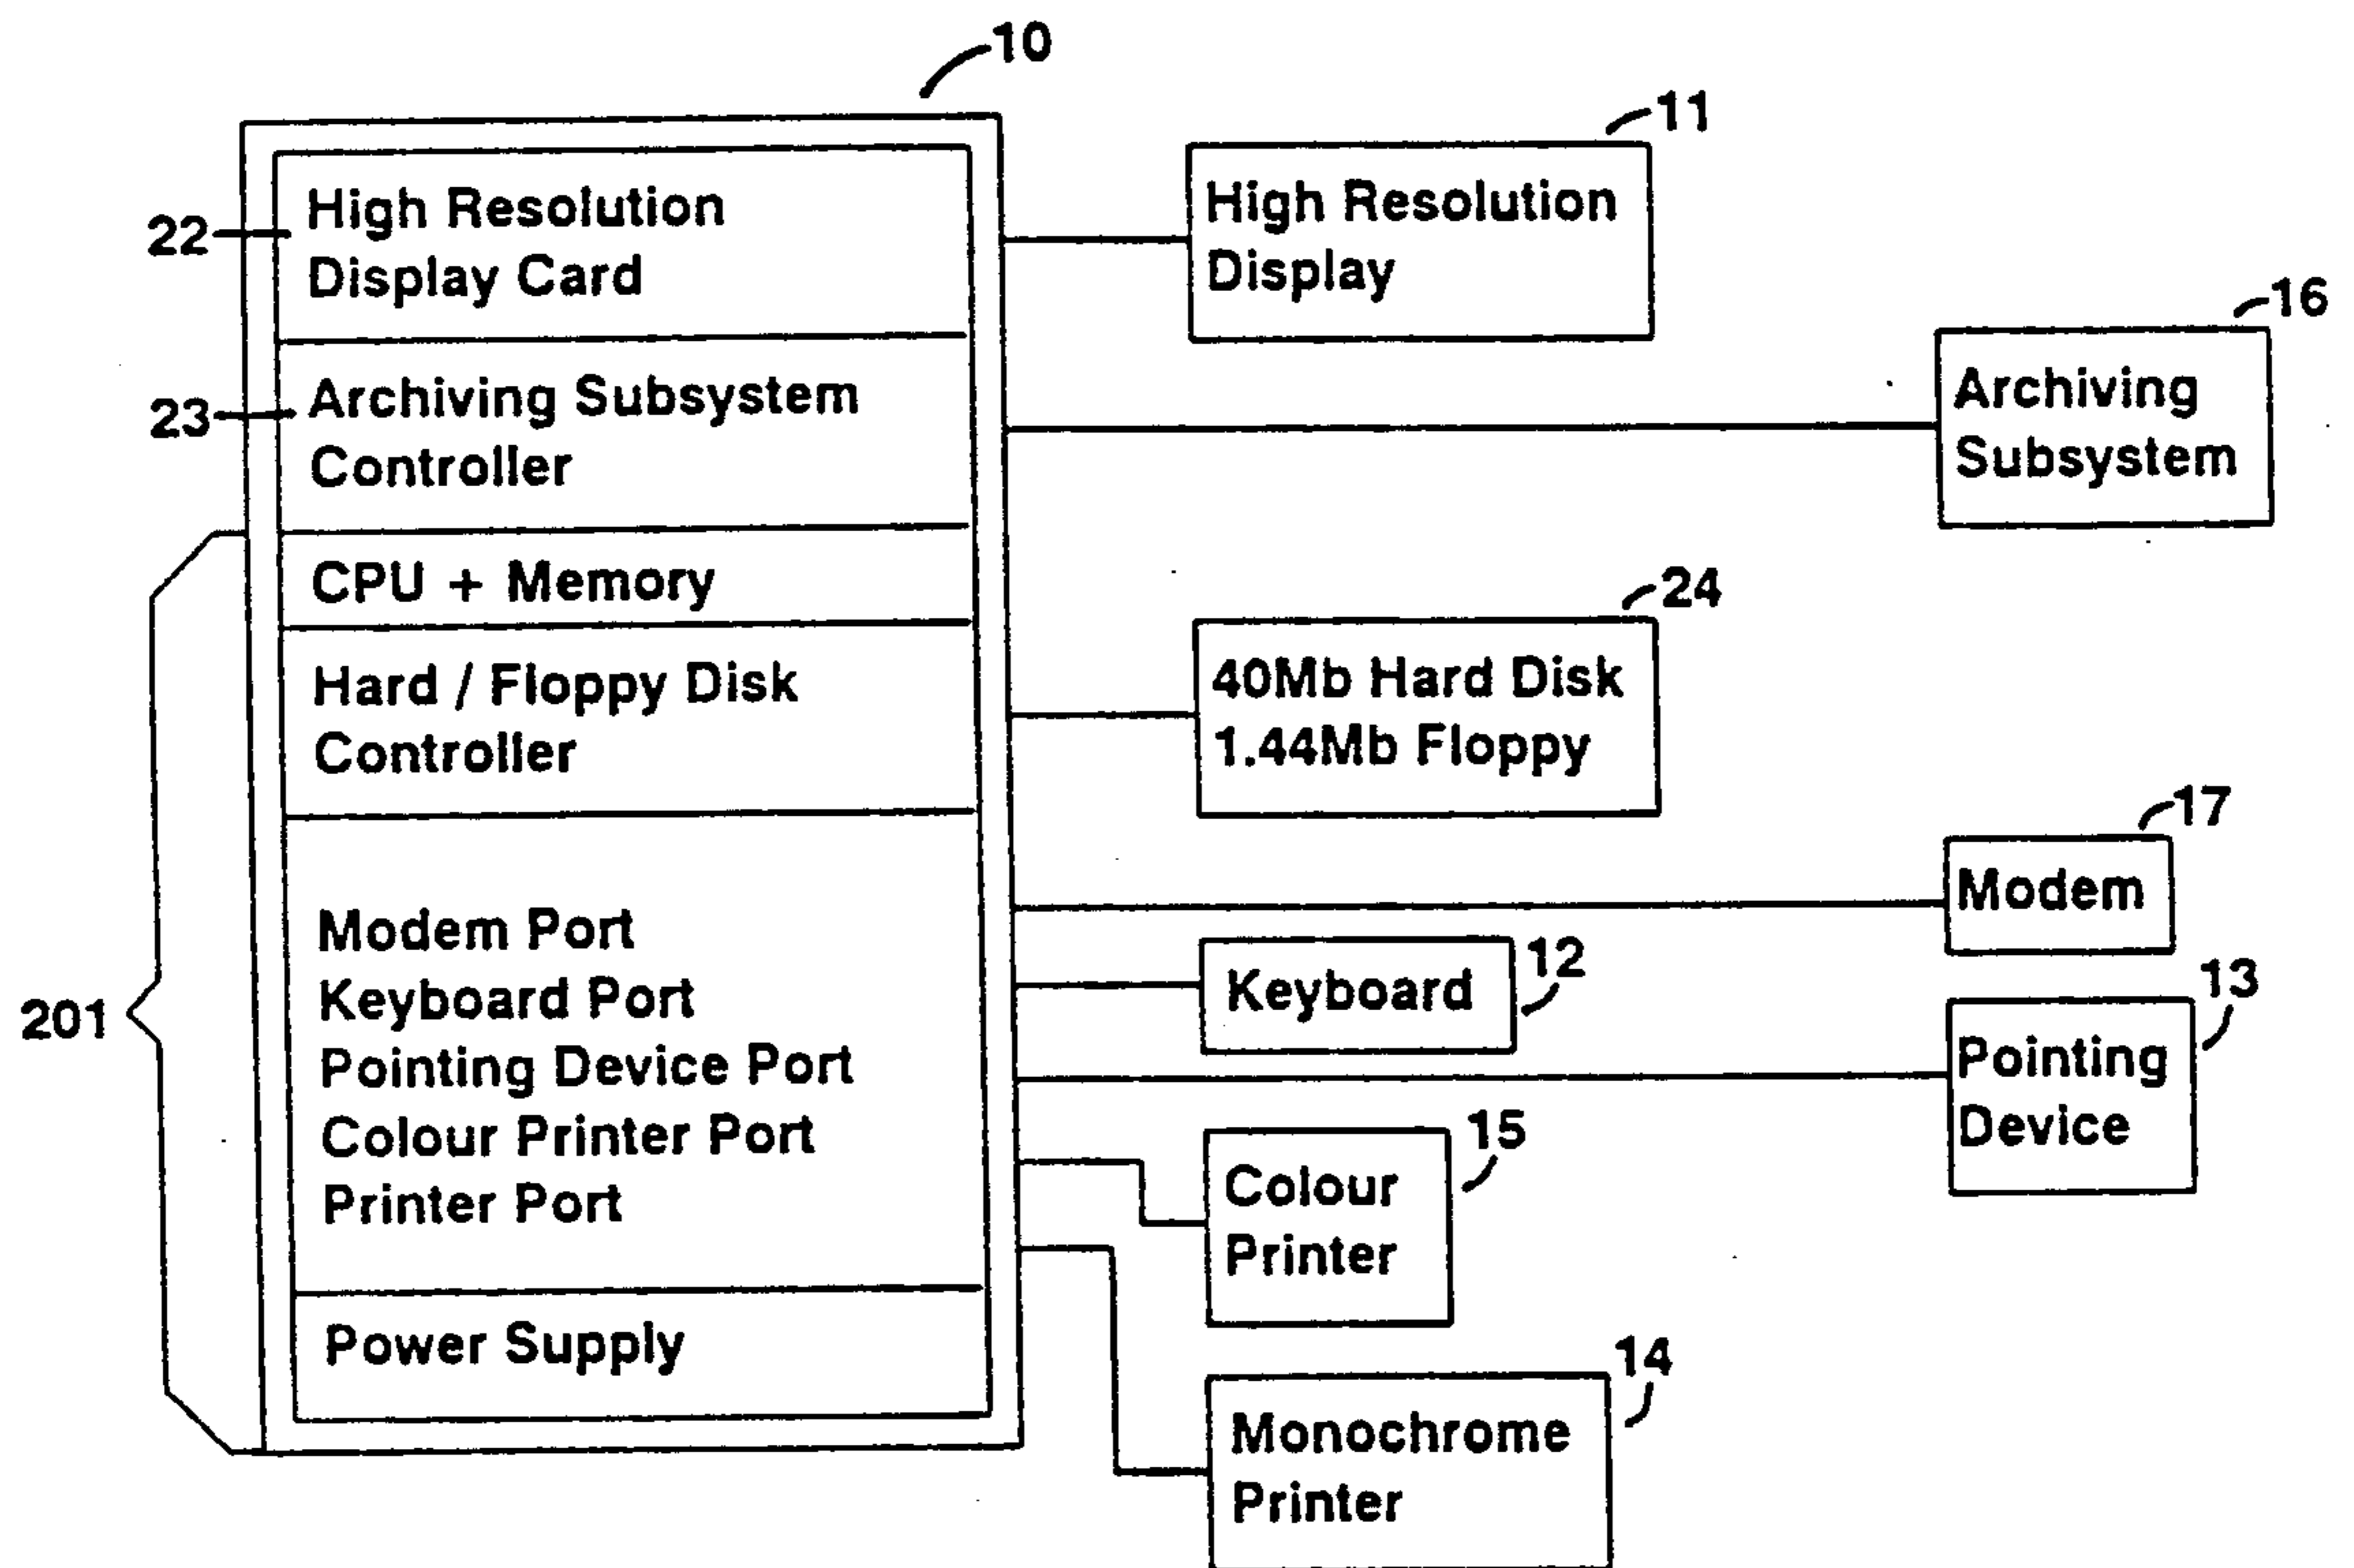 10
11
High Resolution
Display Card
22
High Resolution
Display
16
Archiving Subsystem
Controller
23
Archiving
Subsystem
CPU + Memory
24
Hard / Floppy Disk
Controller
40Mb Hard Disk
1.44Mb Floppy
17
Modem
Modem Port
Keyboard Port
Pointing Device Port
Colour Printer Port
Printer Port
201
Keyboard
12
13
Pointing
Device
15
Colour
Printer
Power Supply
14
Monochrome
Printer